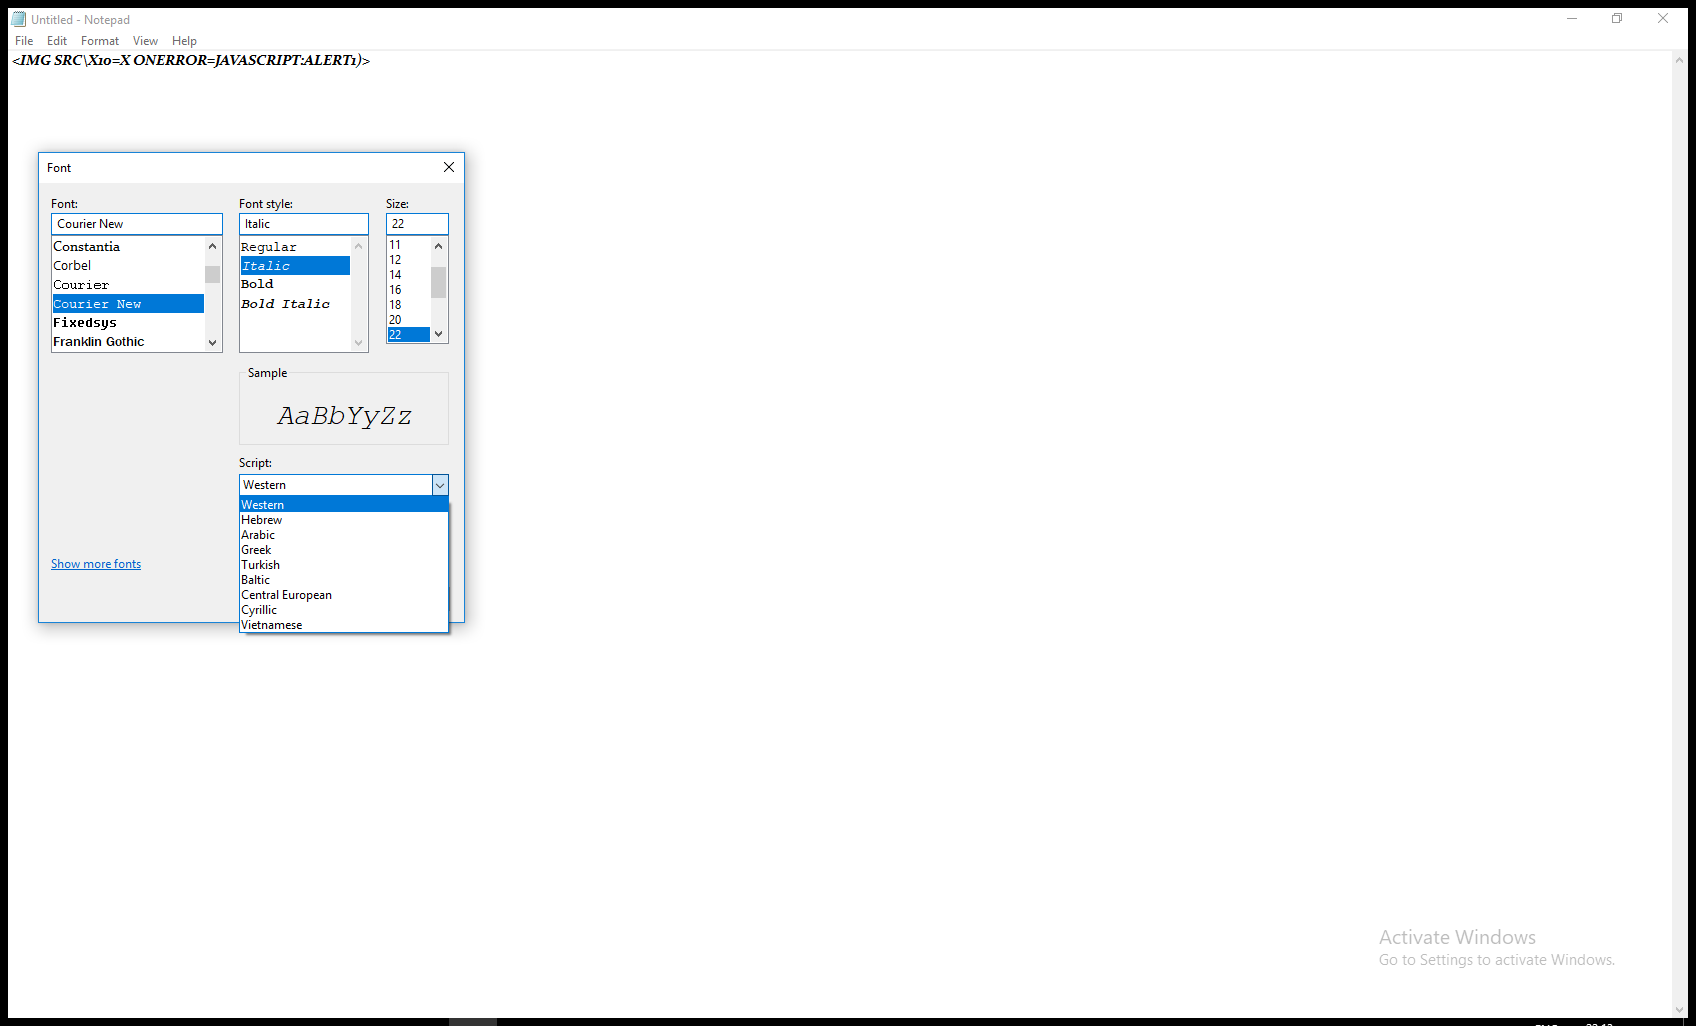 Untitled - Notepad
File Edit Format View Help
<IMG SRC\X10=X ONERROR=JAVASCRIPT:ALERT1)>
Font
Font: Font style: Size:
Courier New Italic 22
Constantia
Corbel
Courier
Courier New
Fixedsys
Franklin Gothic
Regular
Italic
Bold
Bold Italic
11
12
14
16
18
20
22
Sample
AaBbYyZz
Script:
Western
Western
Hebrew
Arabic
Greek
Turkish
Baltic
Central European
Cyrillic
Vietnamese
Show more fonts
Activate Windows
Go to Settings to activate Windows.